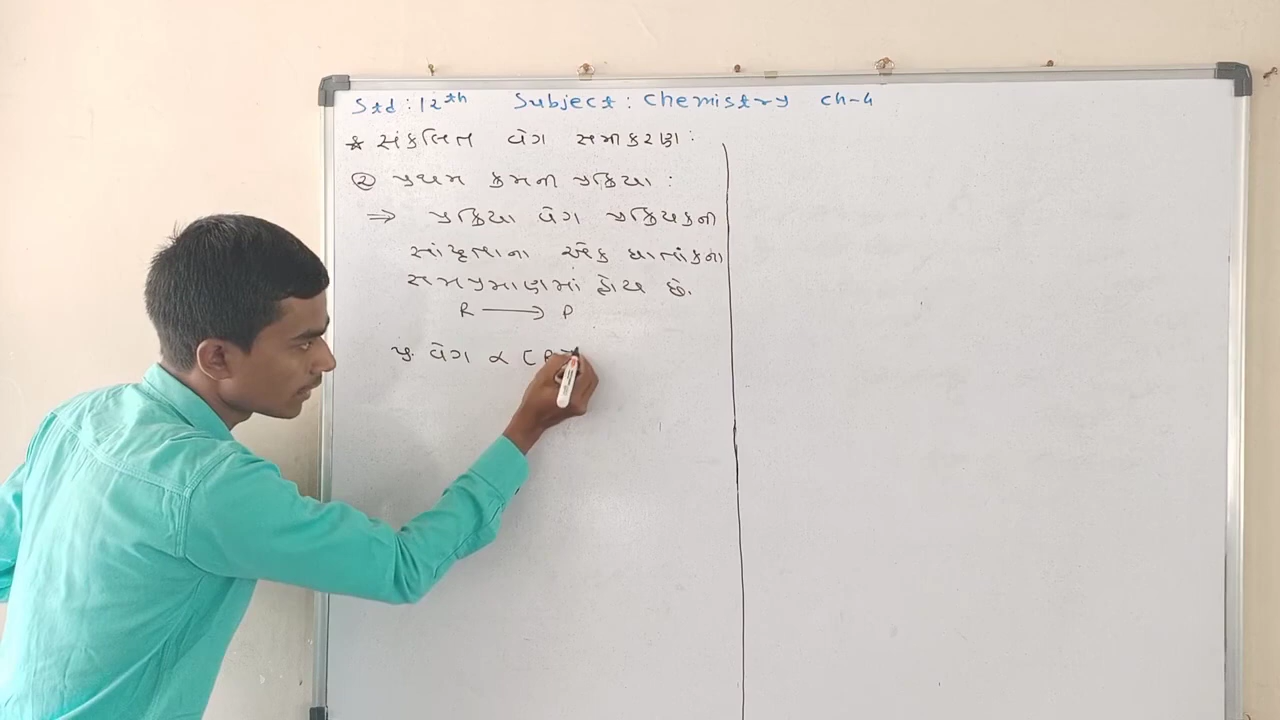 Std : 12th Subject : Chemistry Ch-4
* સંકલિત વેગ સમીકરણ :
(૨) પ્રથમ ક્રમની પ્રક્રિયા :
⇒ પ્રક્રિયા વેગ પ્રક્રિયકની
સાંદ્રતાના એક ઘાતાંકના
સમપ્રમાણમાં હોય છે.
R ⟶ P
પ્ર. વેગ ∝ [R]